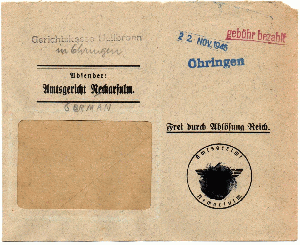 Gerichtskasse Heilbronn
in Öhringen
gebühr bezahlt
22. NOV. 1945
Öhringen
Absender:
Amtsgericht Neckarsulm.
GERMAN
Frei durch Ablösung Reich.
Amtsgericht
Neckarsulm